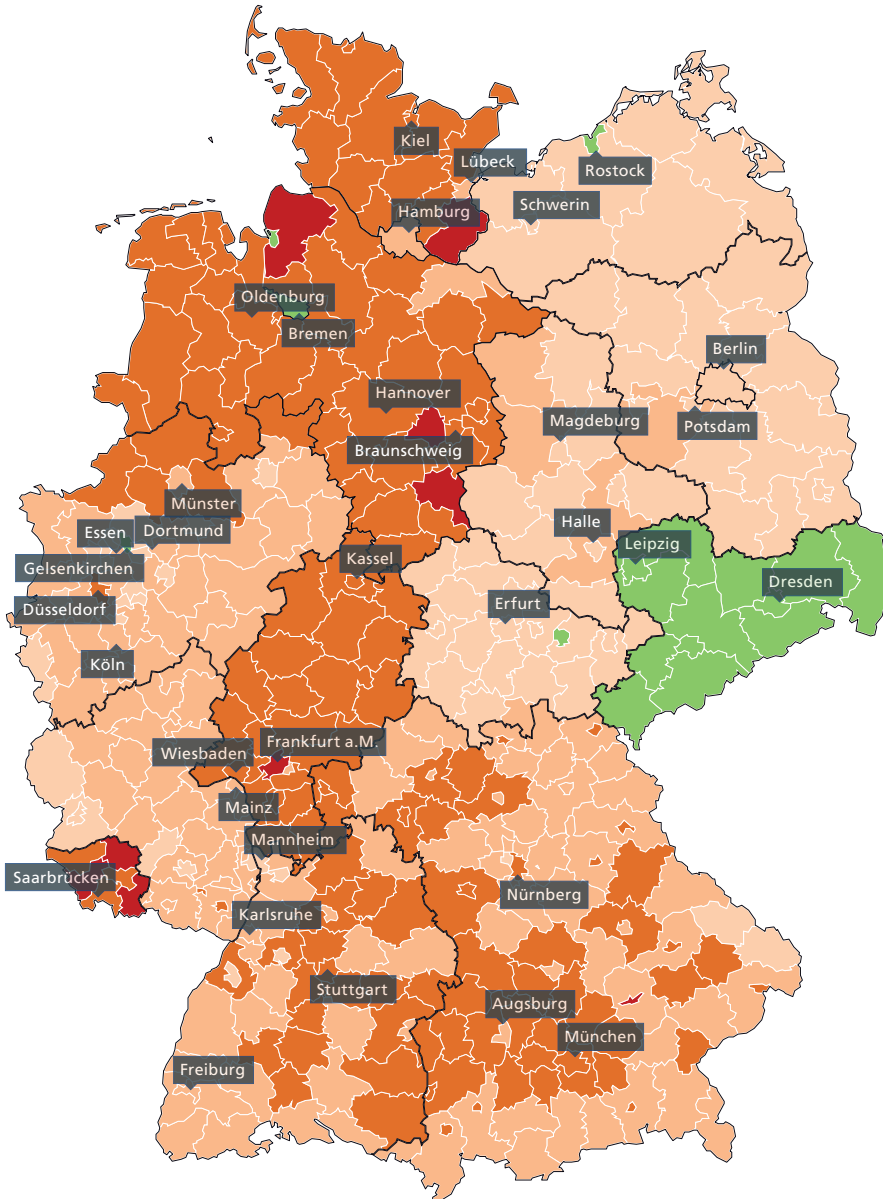 Kiel
Lübeck
Rostock
Schwerin
Hamburg
Oldenburg
Bremen
Berlin
Hannover
Magdeburg
Potsdam
Braunschweig
Münster
Essen
Dortmund
Halle
Leipzig
Kassel
Gelsenkirchen
Dresden
Erfurt
Düsseldorf
Köln
Frankfurt a.M.
Wiesbaden
Mainz
Mannheim
Saarbrücken
Nürnberg
Karlsruhe
Stuttgart
Augsburg
München
Freiburg